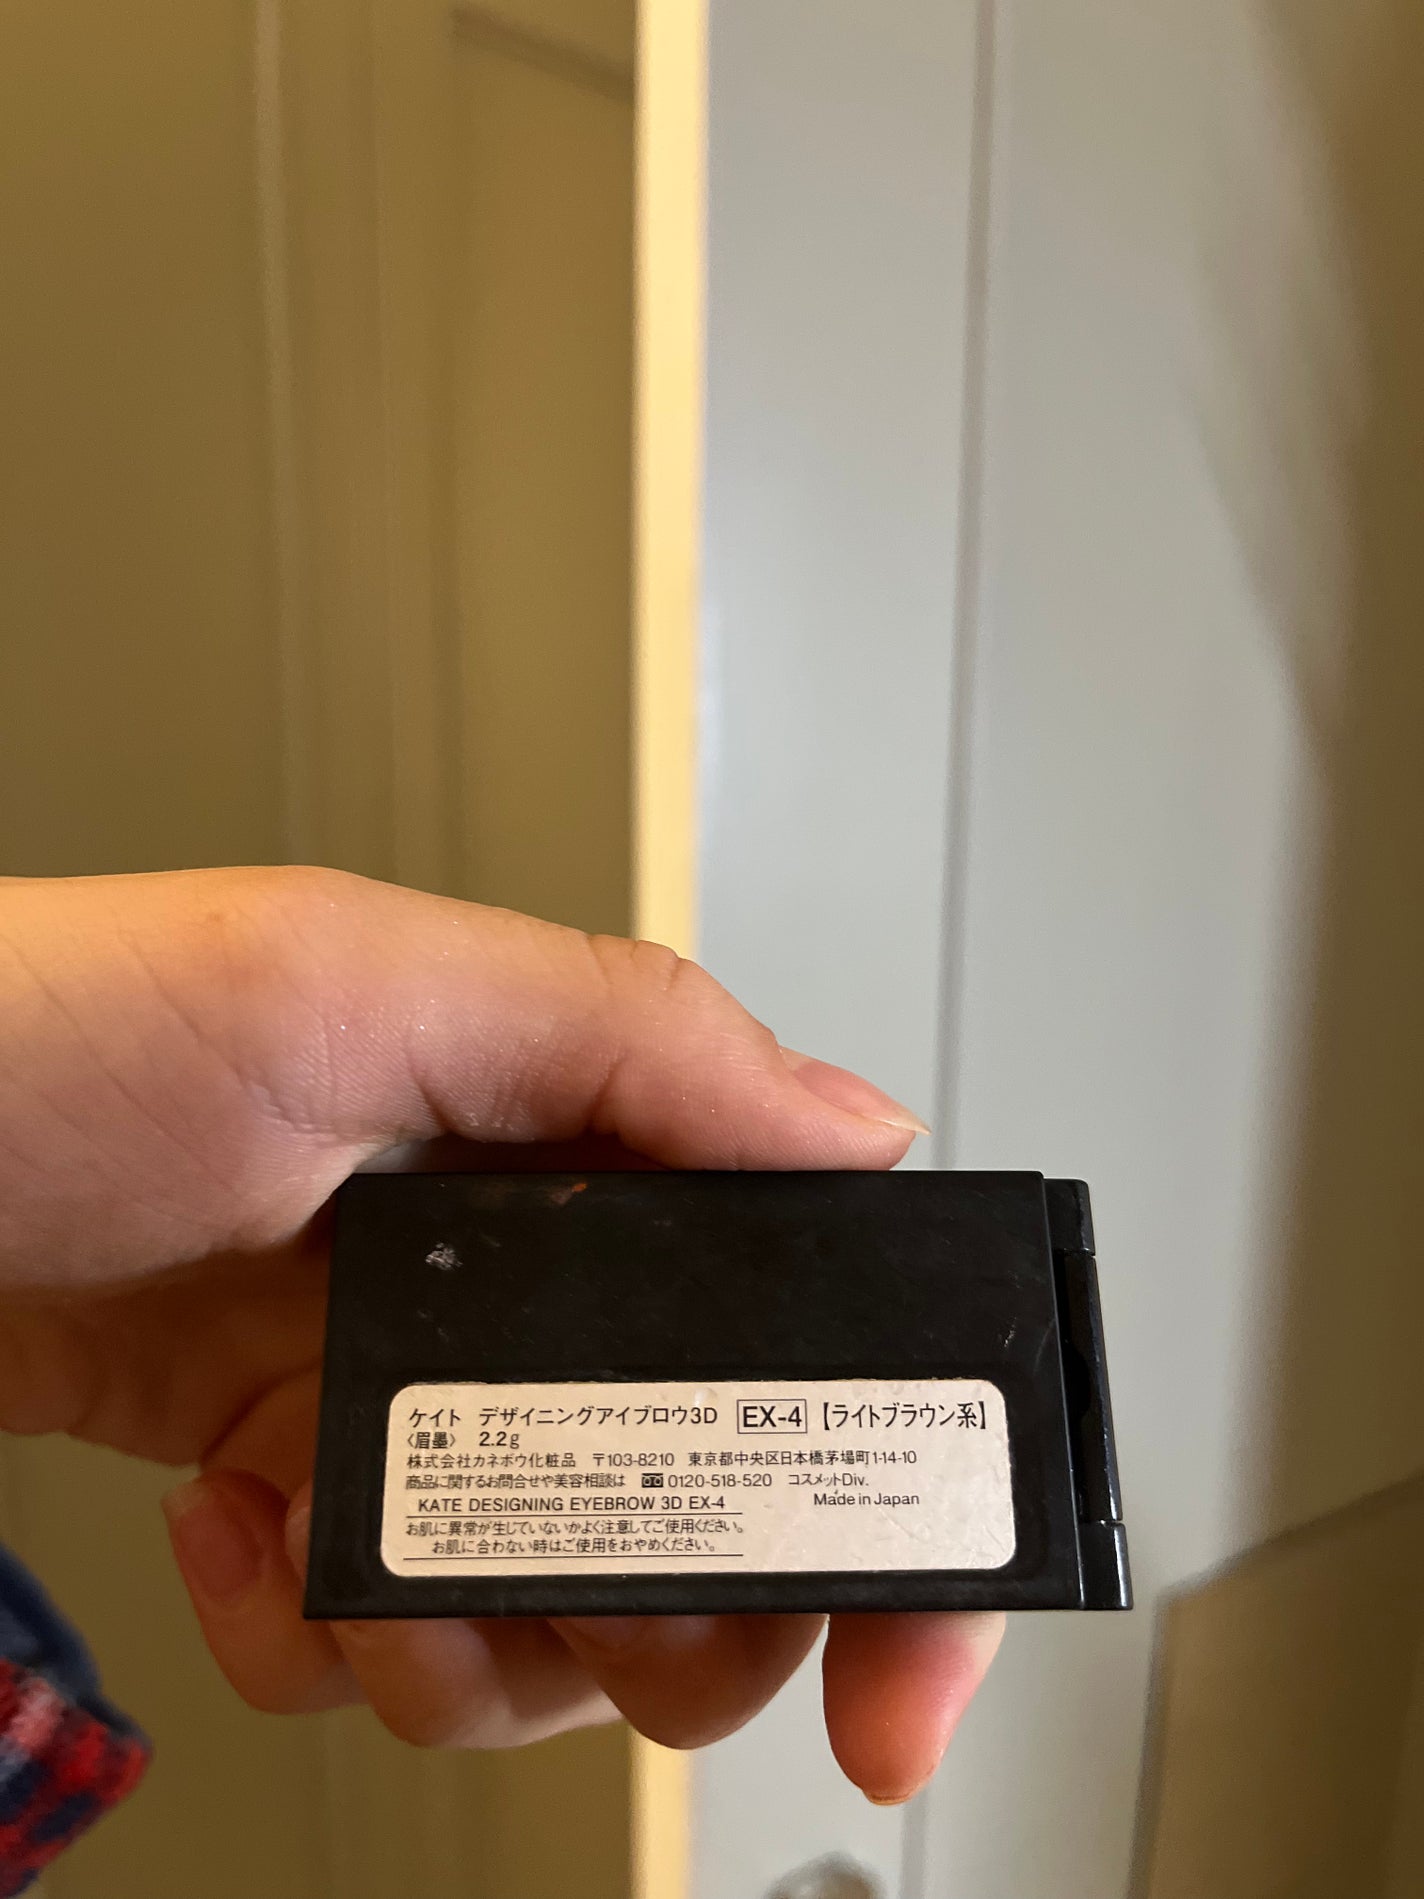 ケイト デザイニングアイブロウ3D EX-4 【ライトブラウン系】
〈眉墨〉 2.2g
株式会社カネボウ化粧品 〒103-8210 東京都中央区日本橋茅場町1-14-10
商品に関するお問合せや美容相談は 0120-518-520 コスメットDiv.
KATE DESIGNING EYEBROW 3D EX-4 Made in Japan
お肌に異常が生じていないかよく注意してご使用ください。
お肌に合わない時はご使用をおやめください。